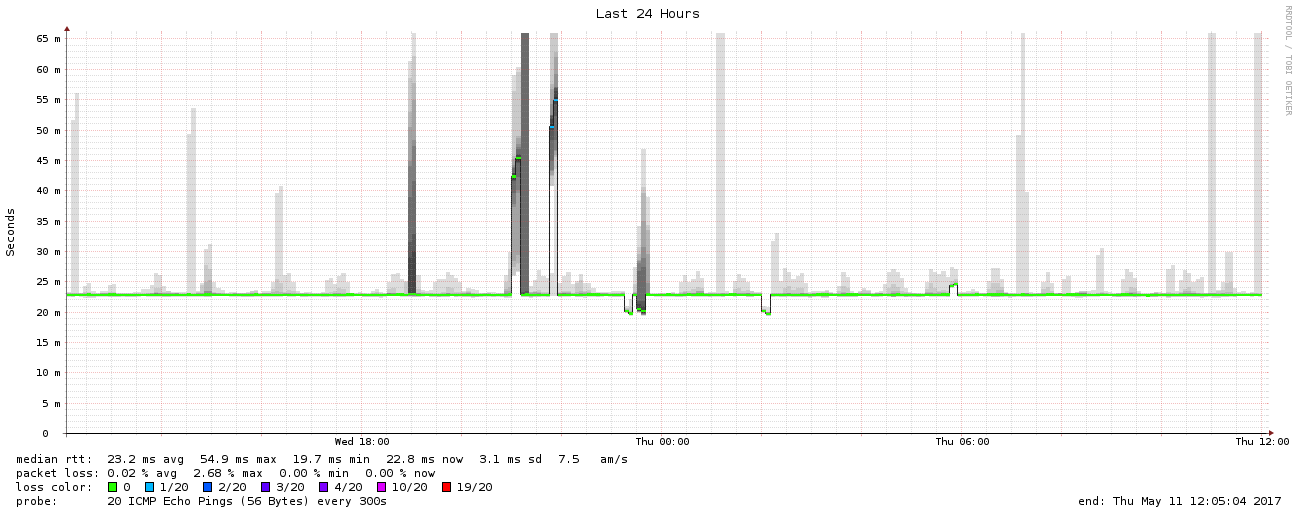 Last 24 Hours
RRDTOOL / TOBI OETIKER
Seconds
65 m
60 m
55 m
50 m
45 m
40 m
35 m
30 m
25 m
20 m
15 m
10 m
5 m
0
Wed 18:00 Thu 00:00 Thu 06:00 Thu 12:00
median rtt: 23.2 ms avg 54.9 ms max 19.7 ms min 22.8 ms now 3.1 ms sd 7.5 am/s
packet loss: 0.02 % avg 2.68 % max 0.00 % min 0.00 % now
loss color: 0 1/20 2/20 3/20 4/20 10/20 19/20
probe: 20 ICMP Echo Pings (56 Bytes) every 300s end: Thu May 11 12:05:04 2017